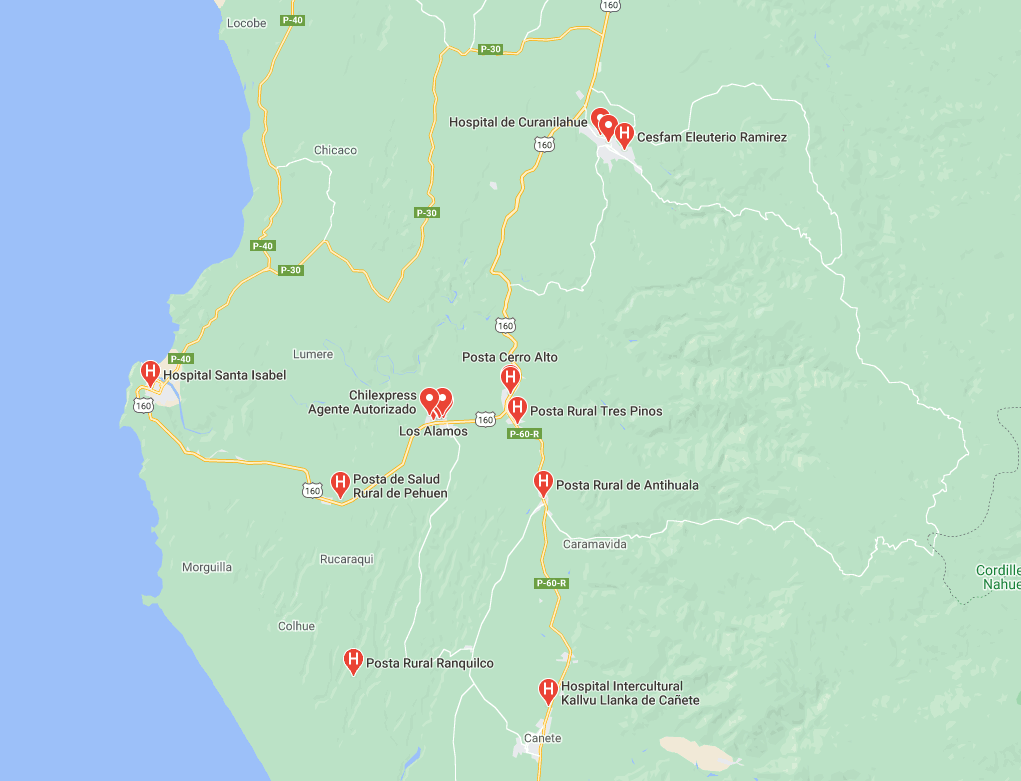 160
Locobe
P-40
P-30
Hospital de Curanilahue
Cesfam Eleuterio Ramirez
160
Chicaco
P-30
P-40
P-30
160
Lumere
P-40
Posta Cerro Alto
Hospital Santa Isabel
160
Chilexpress
Agente Autorizado
Posta Rural Tres Pinos
160
Los Alamos
P-60-R
Posta de Salud
Rural de Pehuen
160
Posta Rural de Antihuala
Caramavida
Rucaraqui
Morguilla
Cordille
Nahue
P-60-R
Colhue
Posta Rural Ranquilco
Hospital Intercultural
Kallvu Llanka de Cañete
Canete
H
H
H
H
H
H
H
H